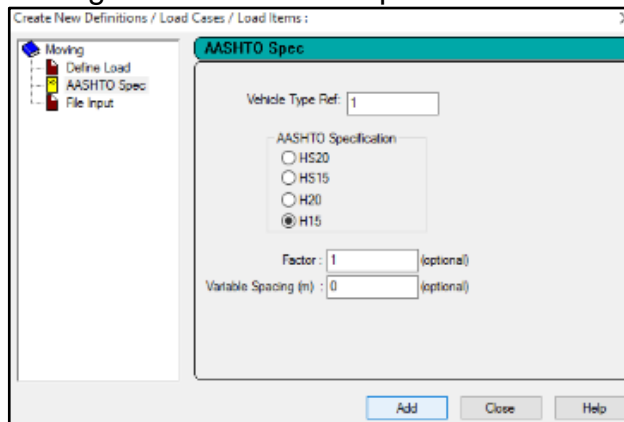 Create New Definitions / Load Cases / Load Items :
Moving
Define Load
AASHTO Spec
File Input
AASHTO Spec
Vehicle Type Ref: 1
AASHTO Specification
HS20
HS15
H20
H15
Factor : 1 (optional)
Variable Spacing (m) : 0 (optional)
Add Close Help